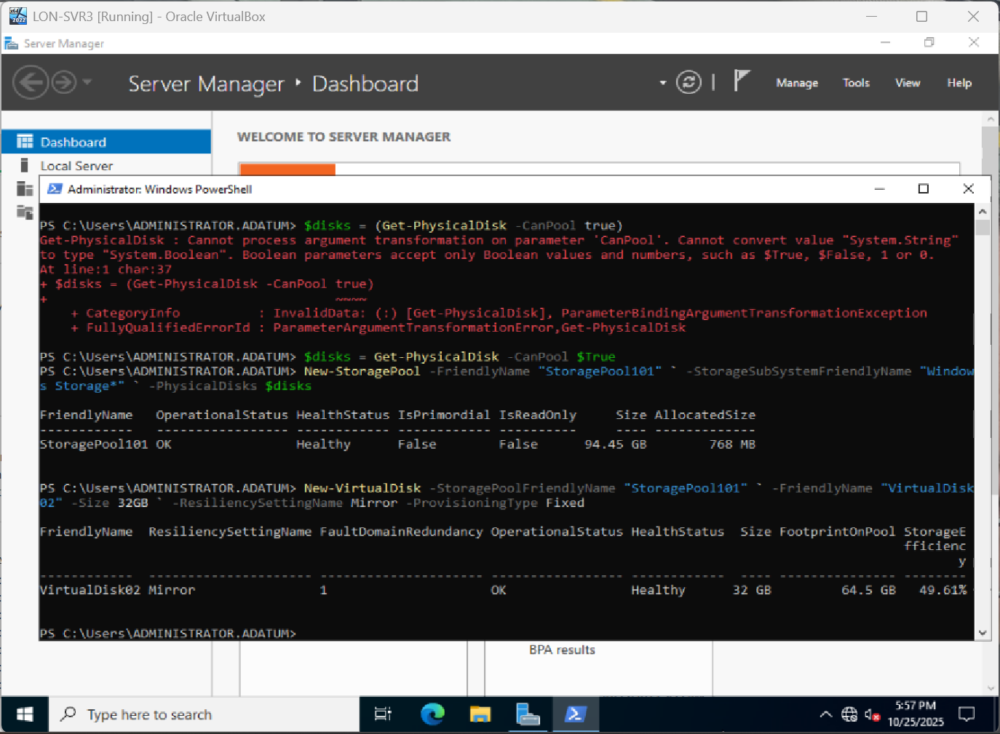 LON-SVR3 [Running] - Oracle VirtualBox
Server Manager
Server Manager ‣ Dashboard
Manage Tools View Help
Dashboard
WELCOME TO SERVER MANAGER
Local Server
Administrator: Windows PowerShell
PS C:\Users\ADMINISTRATOR.ADATUM> $disks = (Get-PhysicalDisk -CanPool true)
Get-PhysicalDisk : Cannot process argument transformation on parameter 'CanPool'. Cannot convert value "System.String"
to type "System.Boolean". Boolean parameters accept only Boolean values and numbers, such as $True, $False, 1 or 0.
At line:1 char:37
+ $disks = (Get-PhysicalDisk -CanPool true)
+                                     ~~~~
    + CategoryInfo          : InvalidData: (:) [Get-PhysicalDisk], ParameterBindingArgumentTransformationException
    + FullyQualifiedErrorId : ParameterArgumentTransformationError,Get-PhysicalDisk
PS C:\Users\ADMINISTRATOR.ADATUM> $disks = Get-PhysicalDisk -CanPool $True
PS C:\Users\ADMINISTRATOR.ADATUM> New-StoragePool -FriendlyName "StoragePool101" ` -StorageSubSystemFriendlyName "Window
s Storage*" ` -PhysicalDisks $disks
FriendlyName   OperationalStatus HealthStatus IsPrimordial IsReadOnly     Size AllocatedSize
------------   ----------------- ------------ ------------ ----------     ---- -------------
StoragePool101 OK                Healthy      False        False      94.45 GB        768 MB
PS C:\Users\ADMINISTRATOR.ADATUM> New-VirtualDisk -StoragePoolFriendlyName "StoragePool101" ` -FriendlyName "VirtualDisk
02" -Size 32GB ` -ResiliencySettingName Mirror -ProvisioningType Fixed
FriendlyName  ResiliencySettingName FaultDomainRedundancy OperationalStatus HealthStatus  Size FootprintOnPool StorageE
fficienc
y
------------  --------------------- --------------------- ----------------- ------------  ---- --------------- --------
VirtualDisk02 Mirror                1                     OK                Healthy      32 GB         64.5 GB   49.61%
PS C:\Users\ADMINISTRATOR.ADATUM>
BPA results
Type here to search
5:57 PM
10/25/2025